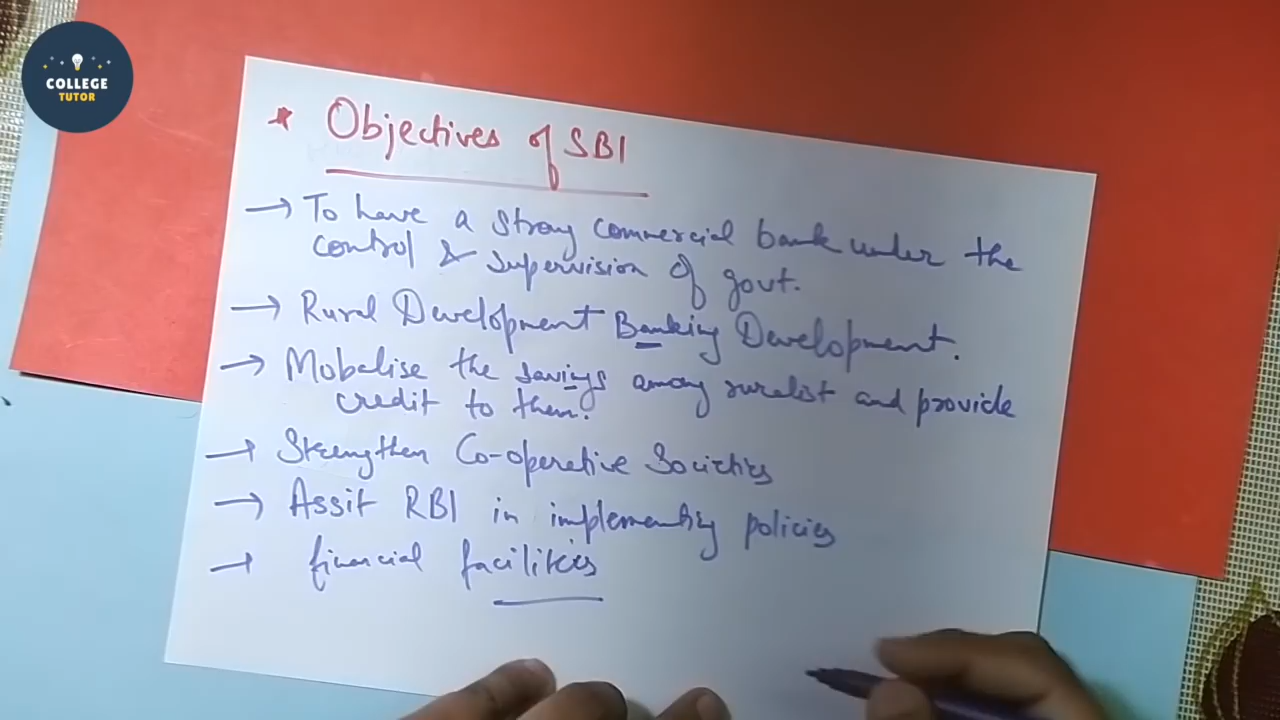 COLLEGE
TUTOR
* Objectives of SBI
→ To have a strong commercial bank under the
control & supervision of govt.
→ Rural Development Banking Development.
→ Mobalise the savings among ruralist and provide
credit to them.
→ Strengthen Co-operative Societies
→ Assit RBI in implementing policies
→ financial facilities